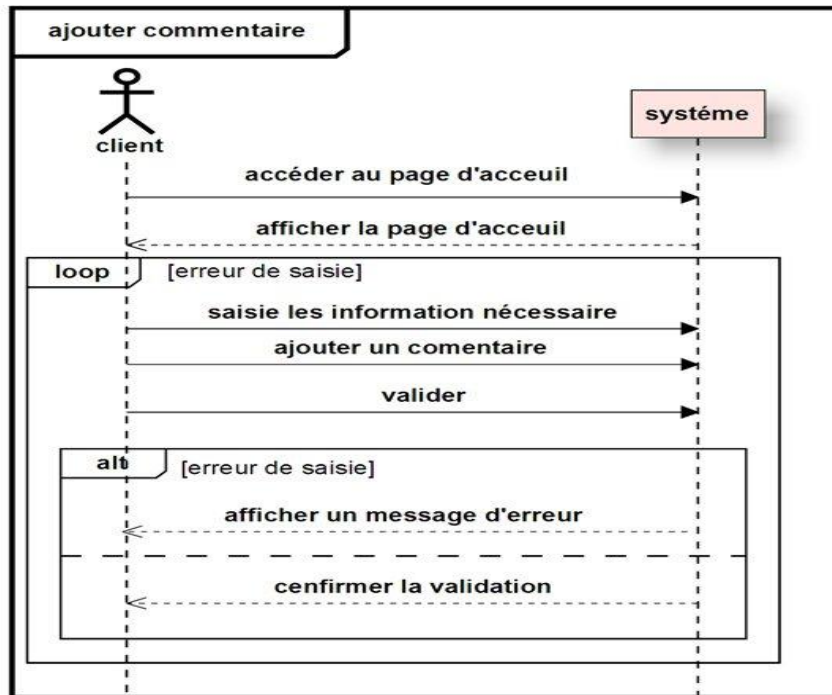 ajouter commentaire
systéme
client
accéder au page d'acceuil
afficher la page d'acceuil
loop [erreur de saisie]
saisie les information nécessaire
ajouter un comentaire
valider
alt [erreur de saisie]
afficher un message d'erreur
cenfirmer la validation